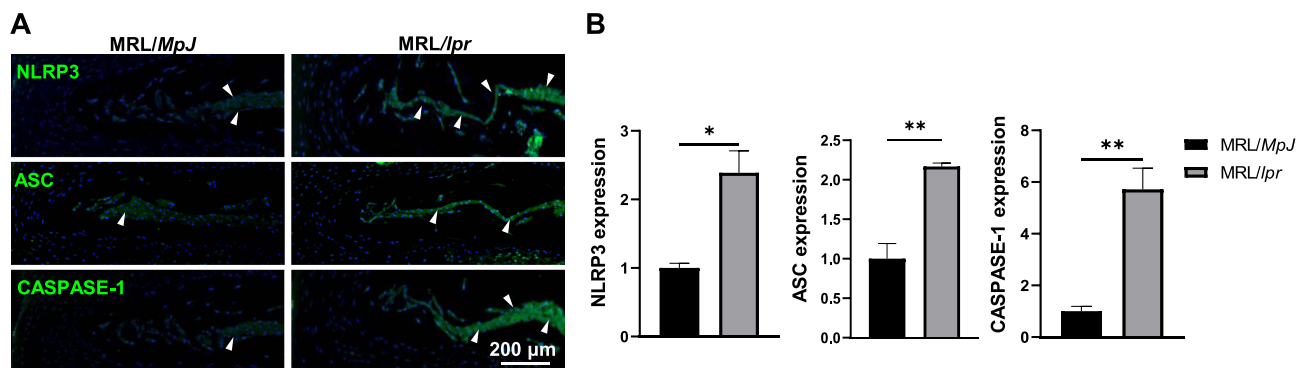 A
MRL/MpJ
MRL/lpr
NLRP3
ASC
CASPASE-1
200 µm
B
NLRP3 expression
3
2
1
0
*
ASC expression
2.5
2.0
1.5
1.0
0.5
0.0
**
CASPASE-1 expression
8
6
4
2
0
**
MRL/MpJ
MRL/lpr